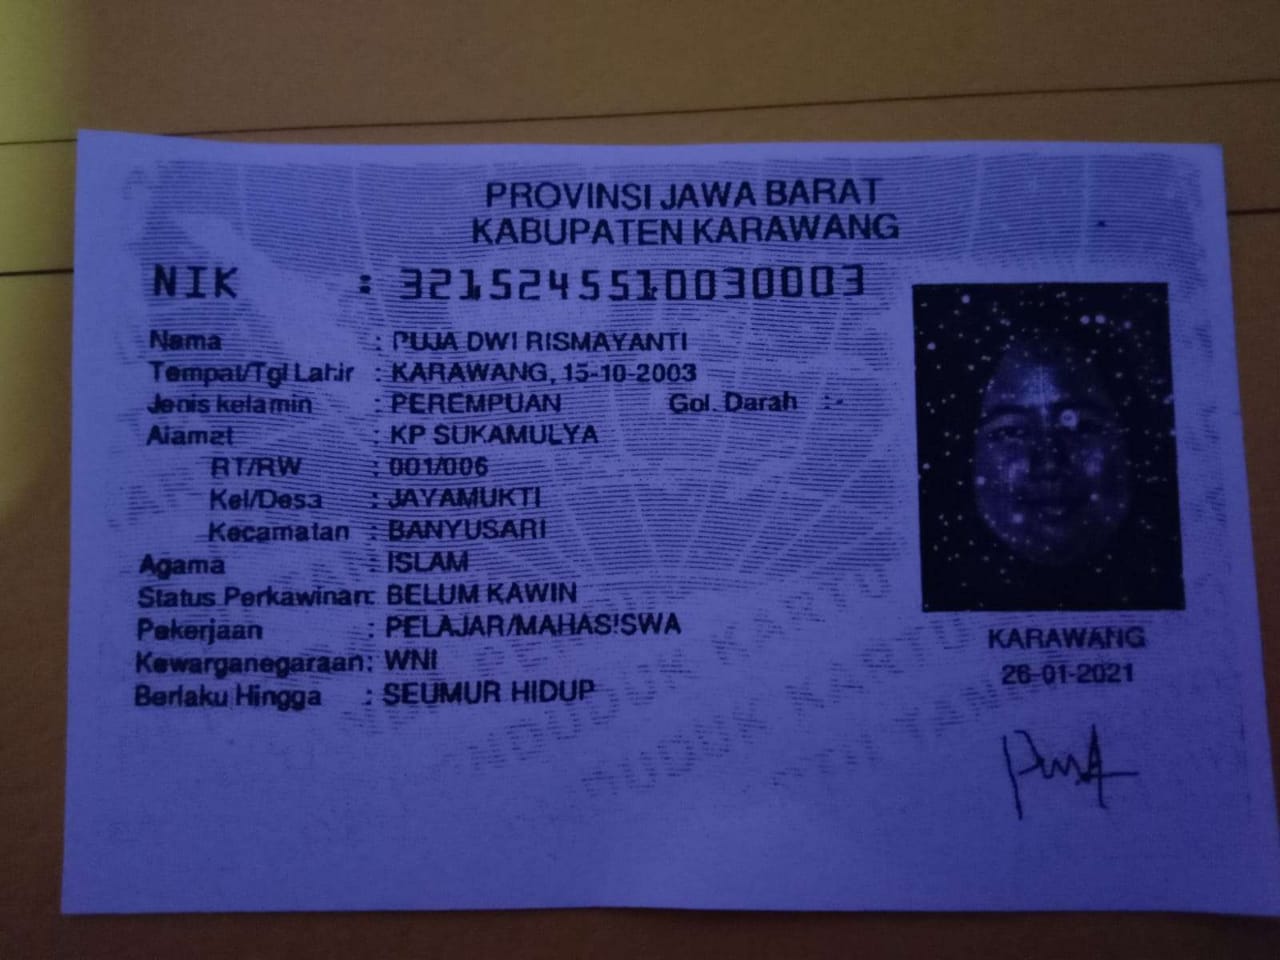 PROVINSI JAWA BARAT
KABUPATEN KARAWANG
NIK : 3215245510030003
Nama : PUJA DWI RISMAYANTI
Tempat/Tgl Lahir : KARAWANG, 15-10-2003
Jenis kelamin : PEREMPUAN Gol. Darah : -
Alamat : KP SUKAMULYA
RT/RW : 001/006
Kel/Desa : JAYAMUKTI
Kecamatan : BANYUSARI
Agama : ISLAM
Status Perkawinan: BELUM KAWIN
Pekerjaan : PELAJAR/MAHASISWA
Kewarganegaraan: WNI
Berlaku Hingga : SEUMUR HIDUP
KARAWANG
26-01-2021